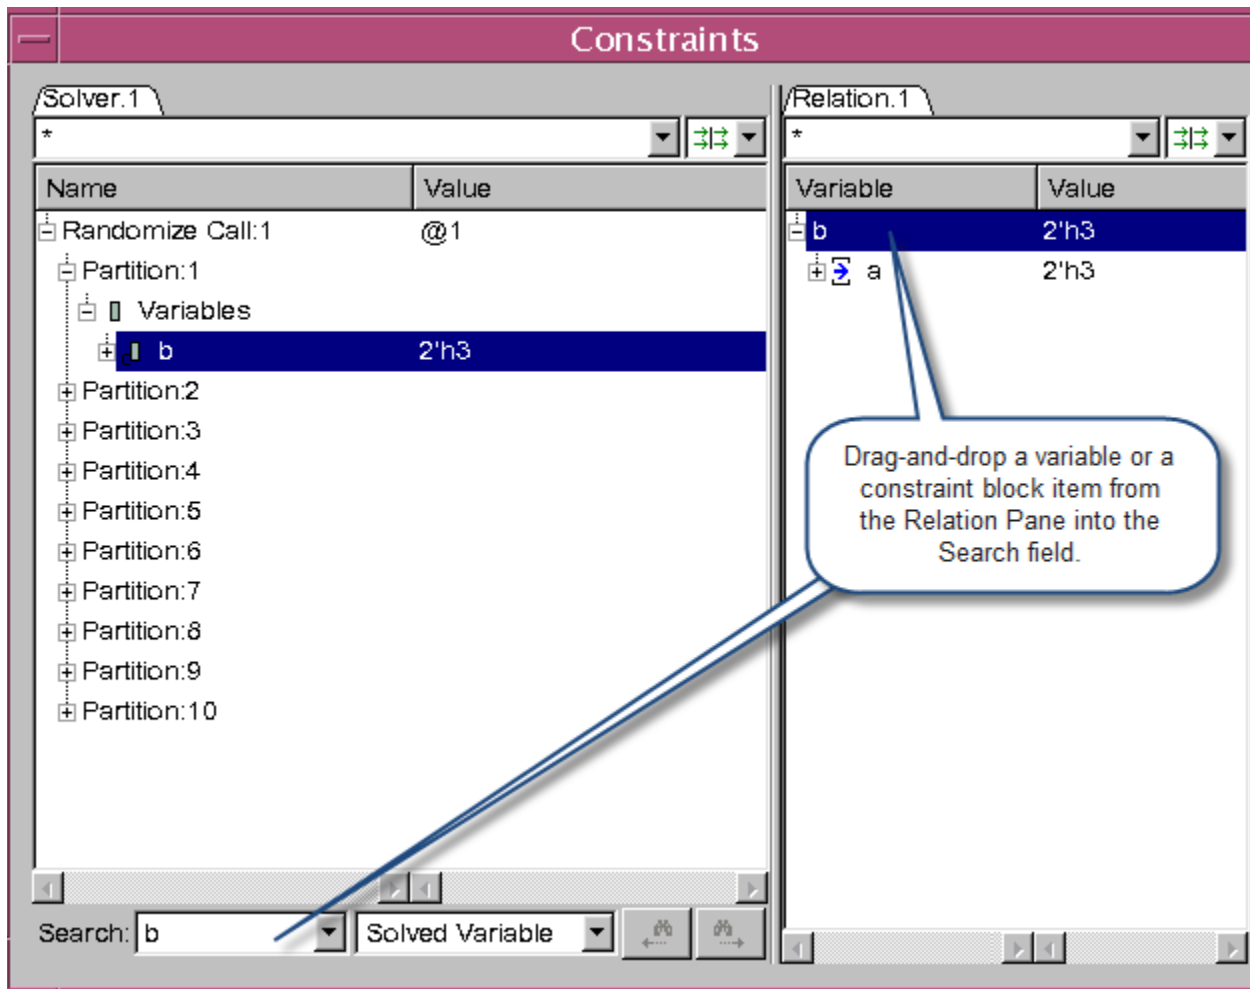 Constraints
Solver.1
*
Name Value
Randomize Call:1 @1
Partition:1
Variables
b 2'h3
Partition:2
Partition:3
Partition:4
Partition:5
Partition:6
Partition:7
Partition:8
Partition:9
Partition:10
Search: b Solved Variable
Relation.1
*
Variable Value
b 2'h3
a 2'h3
Drag-and-drop a variable or a
constraint block item from
the Relation Pane into the
Search field.